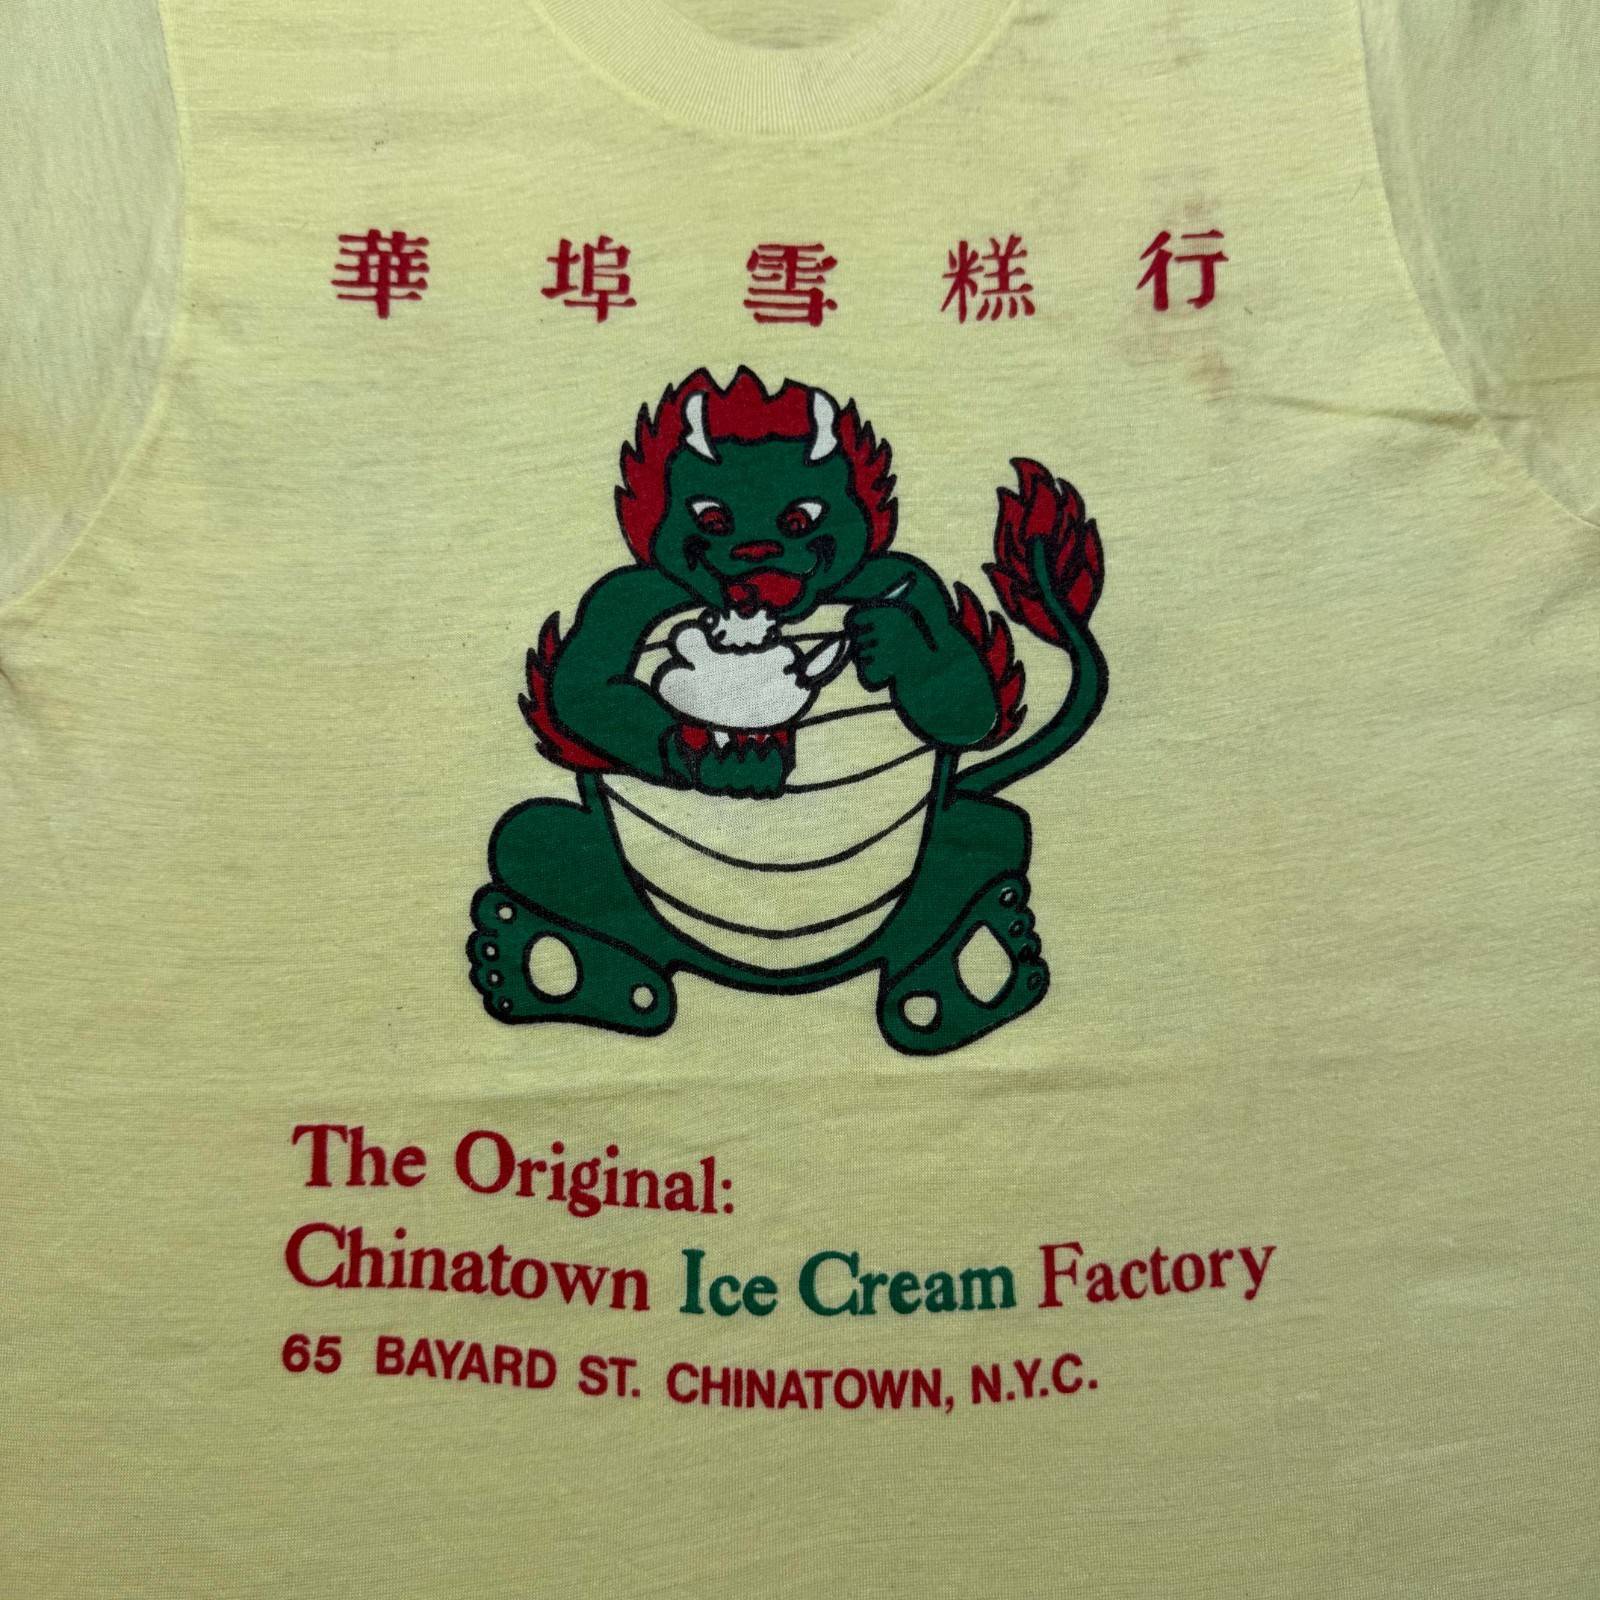 華埠雪糕行
The Original:
Chinatown Ice Cream Factory
65 BAYARD ST. CHINATOWN, N.Y.C.